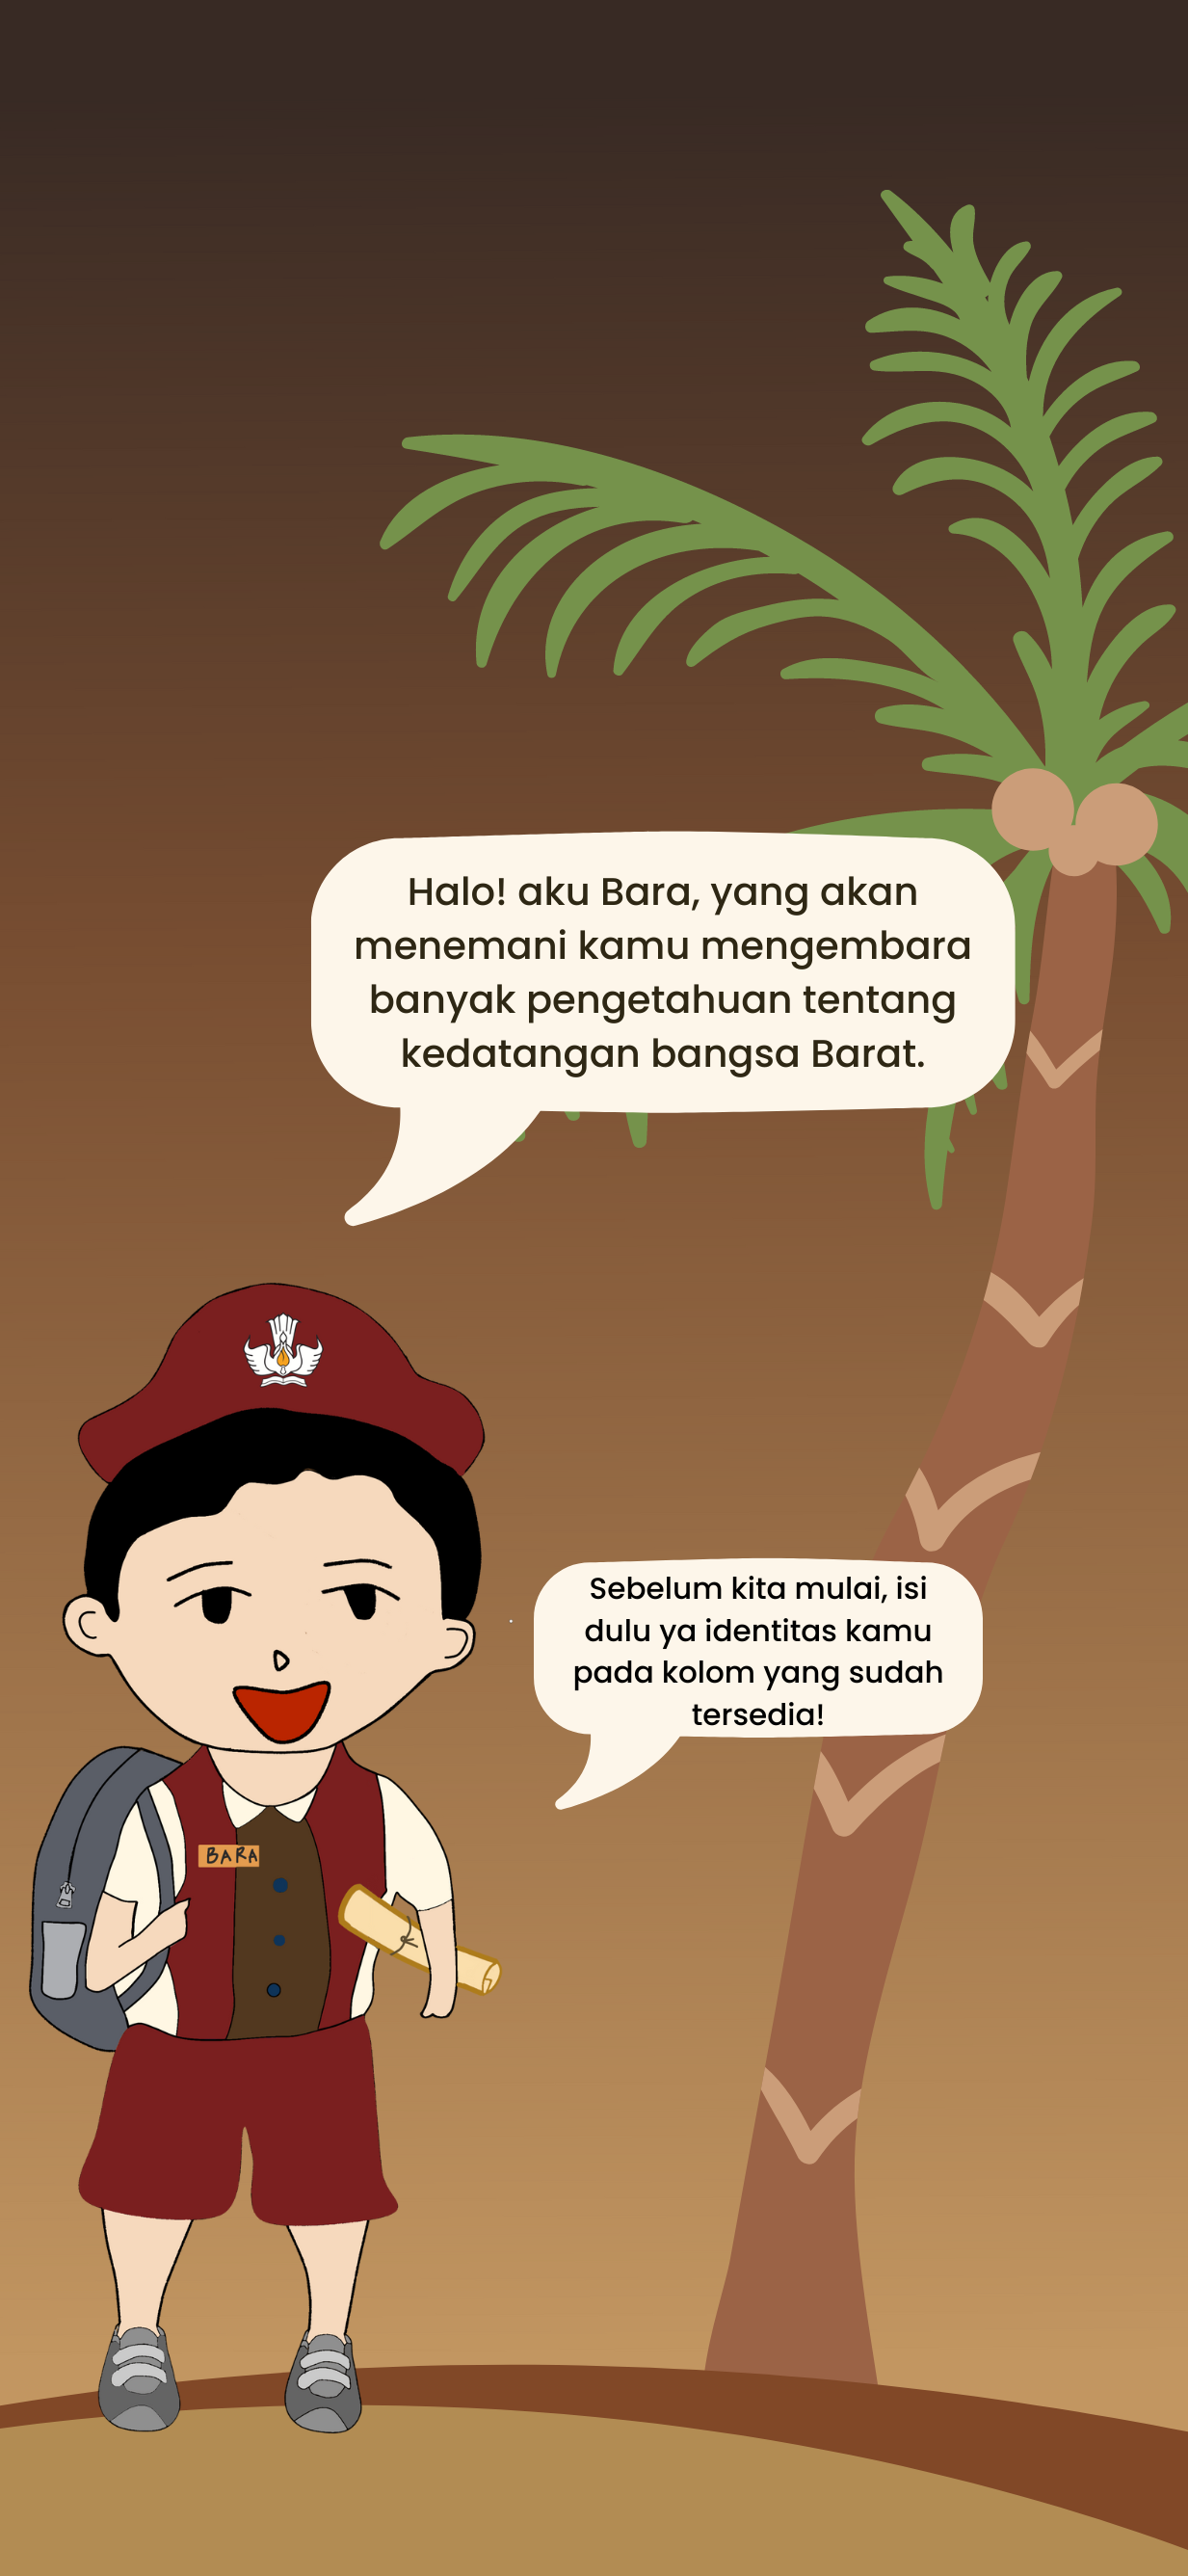 Halo! aku Bara, yang akan
menemani kamu mengembara
banyak pengetahuan tentang
kedatangan bangsa Barat.
Sebelum kita mulai, isi
dulu ya identitas kamu
pada kolom yang sudah
tersedia!
BARA